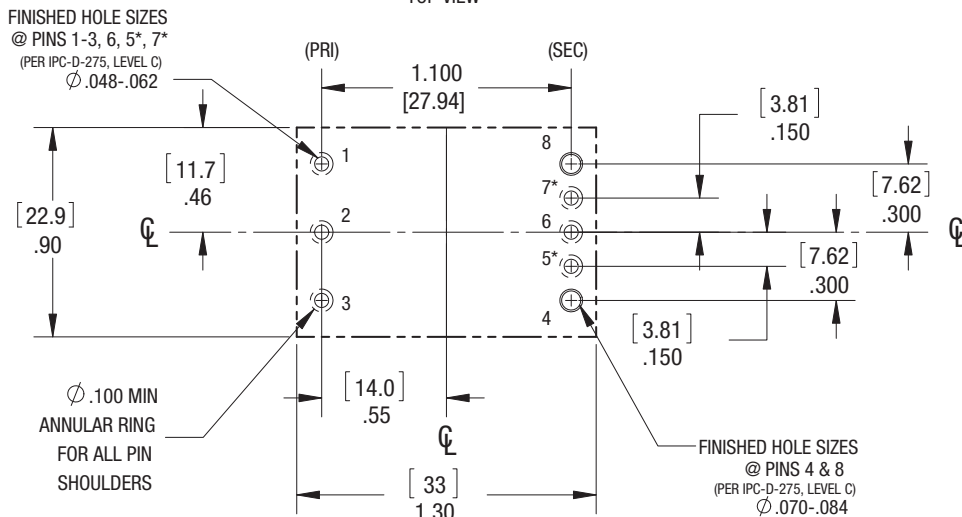 TOP VIEW
FINISHED HOLE SIZES
@ PINS 1-3, 6, 5*, 7*
(PER IPC-D-275, LEVEL C)
∅ .048-.062
(PRI)
(SEC)
1.100
[27.94]
[3.81]
.150
1
8
[11.7]
.46
7*
[7.62]
.300
[22.9]
.90
℄
2
6
℄
5*
[7.62]
.300
3
4
[3.81]
.150
∅ .100 MIN
ANNULAR RING
FOR ALL PIN
SHOULDERS
[14.0]
.55
℄
FINISHED HOLE SIZES
@ PINS 4 & 8
(PER IPC-D-275, LEVEL C)
∅ .070-.084
[33]
1.30